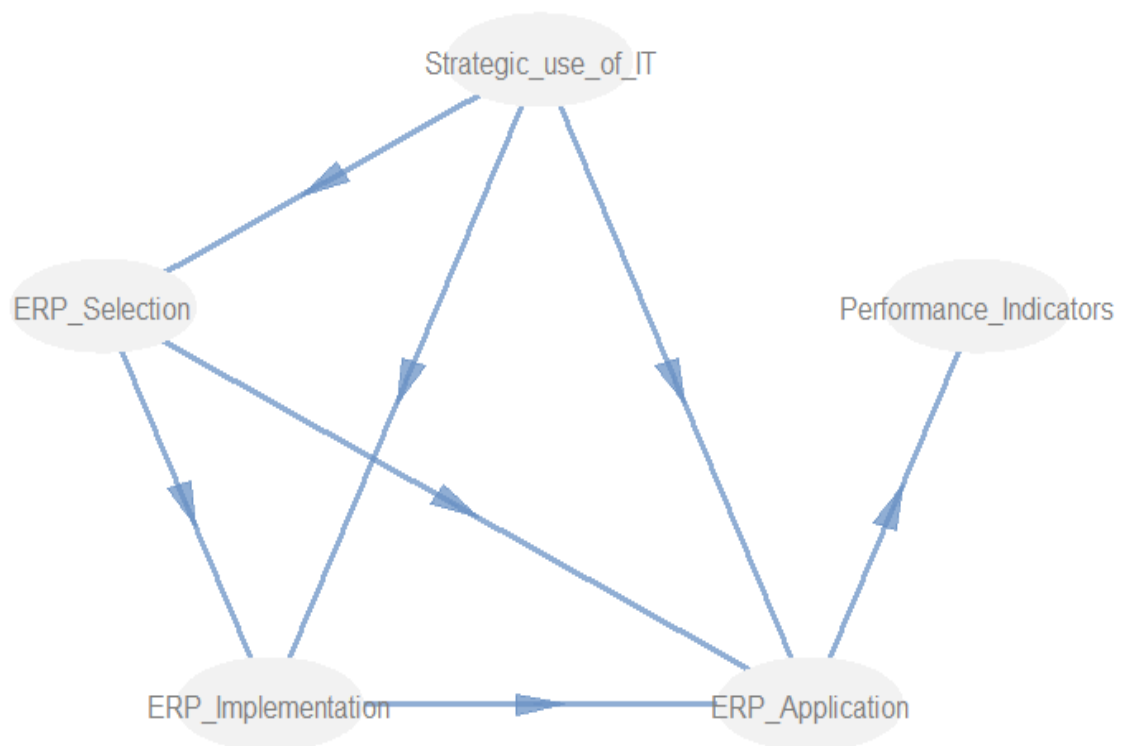 Strategic_use_of_IT
ERP_Selection
Performance_Indicators
ERP_Implementation
ERP_Application